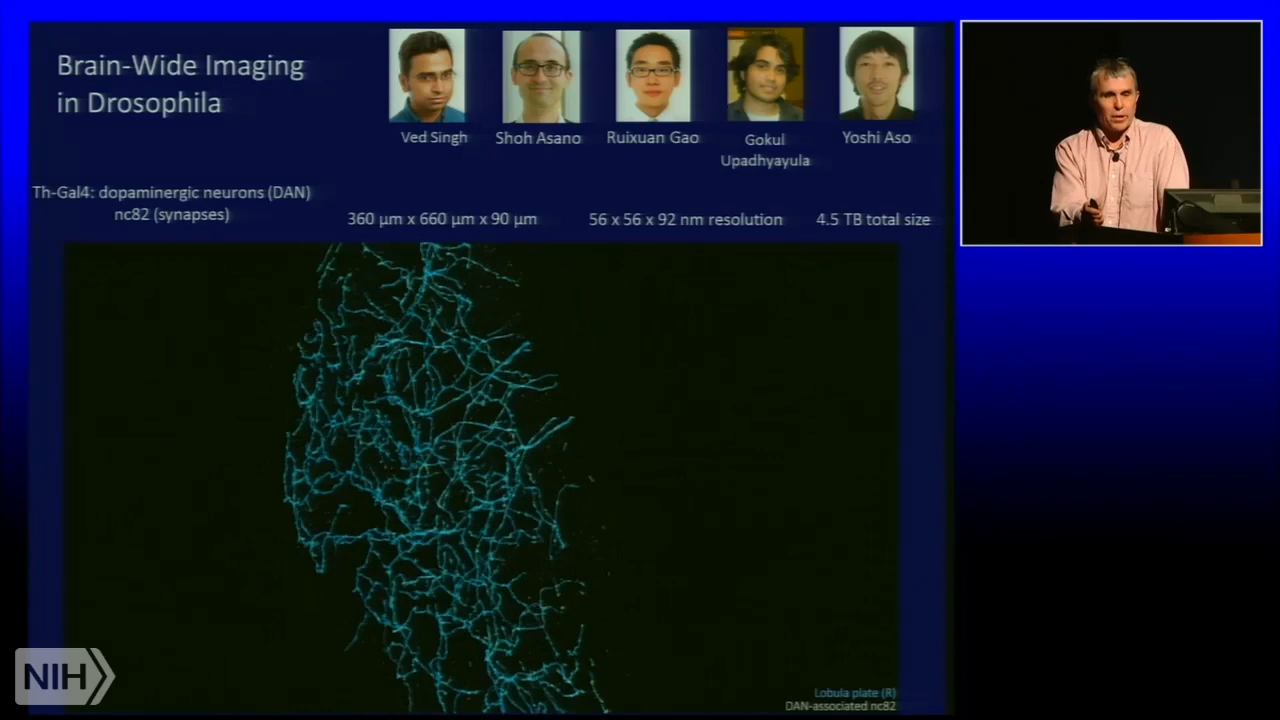 Brain-Wide Imaging
in Drosophila
Ved Singh
Shoh Asano
Ruixuan Gao
Gokul
Upadhyayula
Yoshi Aso
Th-Gal4: dopaminergic neurons (DAN)
nc82 (synapses)
360 µm x 660 µm x 90 µm
56 x 56 x 92 nm resolution
4.5 TB total size
Lobula plate (R)
DAN-associated nc82
NIH